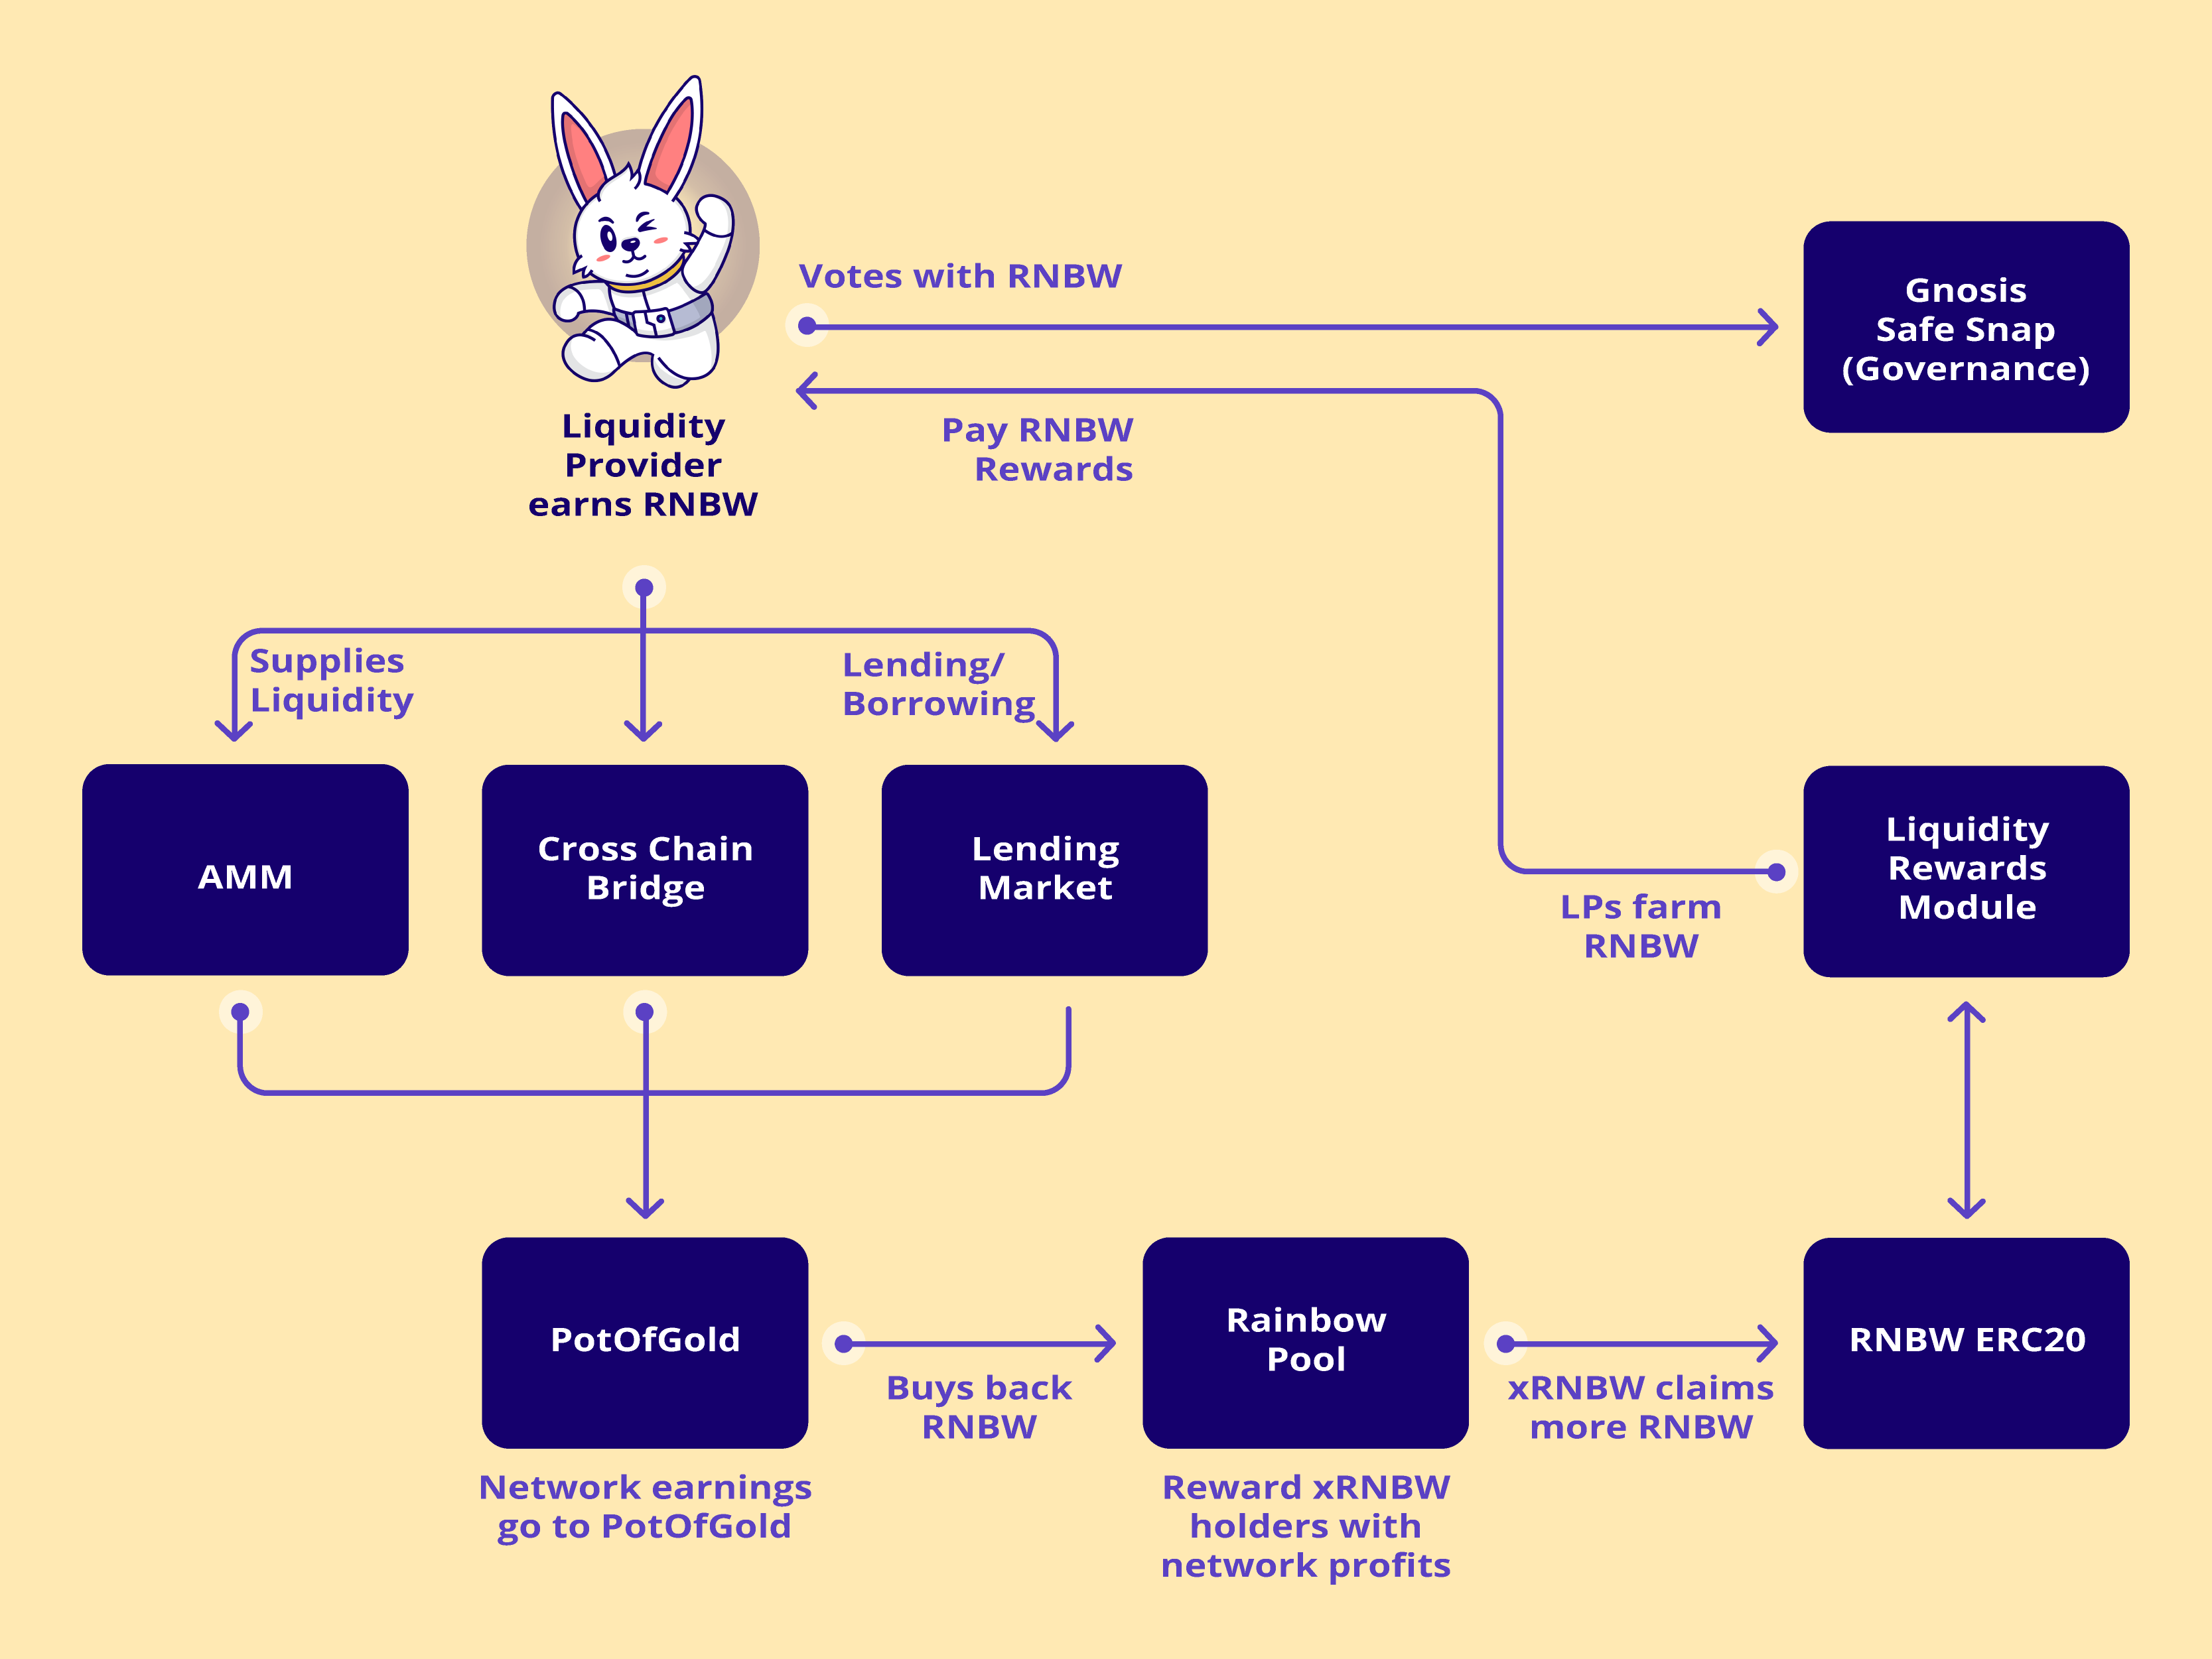 Votes with RNBW
Gnosis
Safe Snap
(Governance)
Liquidity
Provider
earns RNBW
Pay RNBW
Rewards
Supplies
Liquidity
Lending/
Borrowing
AMM
Cross Chain
Bridge
Lending
Market
Liquidity
Rewards
Module
LPs farm
RNBW
PotOfGold
Buys back
RNBW
Rainbow
Pool
xRNBW claims
more RNBW
RNBW ERC20
Network earnings
go to PotOfGold
Reward xRNBW
holders with
network profits